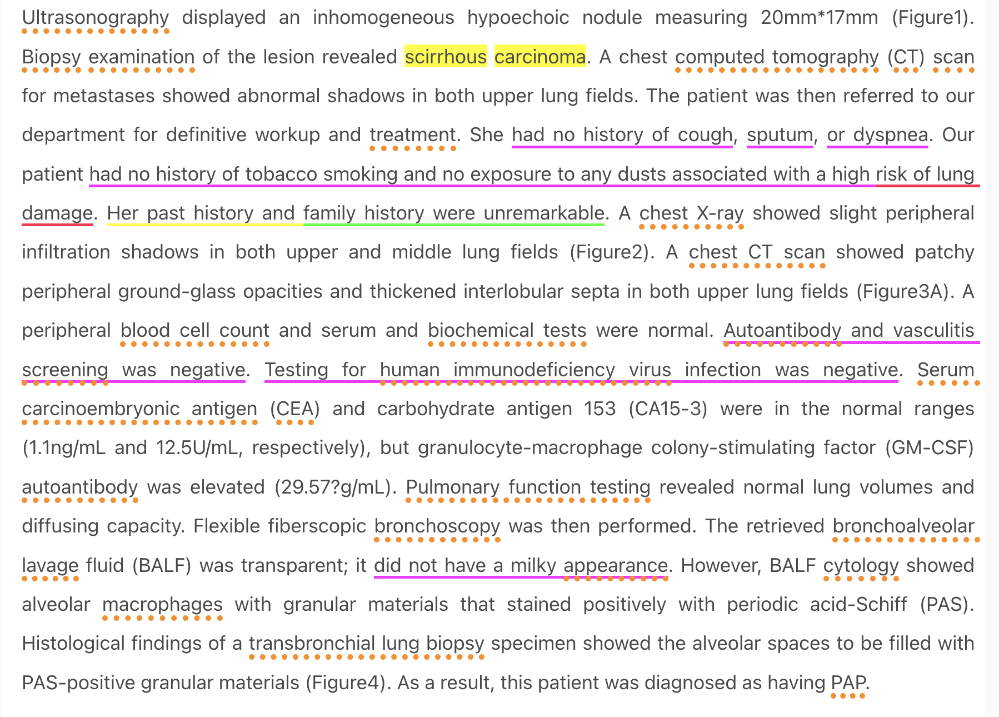 Ultrasonography displayed an inhomogeneous hypoechoic nodule measuring 20mm*17mm (Figure1).
Biopsy examination of the lesion revealed scirrhous carcinoma. A chest computed tomography (CT) scan
for metastases showed abnormal shadows in both upper lung fields. The patient was then referred to our
department for definitive workup and treatment. She had no history of cough, sputum, or dyspnea. Our
patient had no history of tobacco smoking and no exposure to any dusts associated with a high risk of lung
damage. Her past history and family history were unremarkable. A chest X-ray showed slight peripheral
infiltration shadows in both upper and middle lung fields (Figure2). A chest CT scan showed patchy
peripheral ground-glass opacities and thickened interlobular septa in both upper lung fields (Figure3A). A
peripheral blood cell count and serum and biochemical tests were normal. Autoantibody and vasculitis
screening was negative. Testing for human immunodeficiency virus infection was negative. Serum
carcinoembryonic antigen (CEA) and carbohydrate antigen 153 (CA15-3) were in the normal ranges
(1.1ng/mL and 12.5U/mL, respectively), but granulocyte-macrophage colony-stimulating factor (GM-CSF)
autoantibody was elevated (29.57?g/mL). Pulmonary function testing revealed normal lung volumes and
diffusing capacity. Flexible fiberscopic bronchoscopy was then performed. The retrieved bronchoalveolar
lavage fluid (BALF) was transparent; it did not have a milky appearance. However, BALF cytology showed
alveolar macrophages with granular materials that stained positively with periodic acid-Schiff (PAS).
Histological findings of a transbronchial lung biopsy specimen showed the alveolar spaces to be filled with
PAS-positive granular materials (Figure4). As a result, this patient was diagnosed as having PAP.